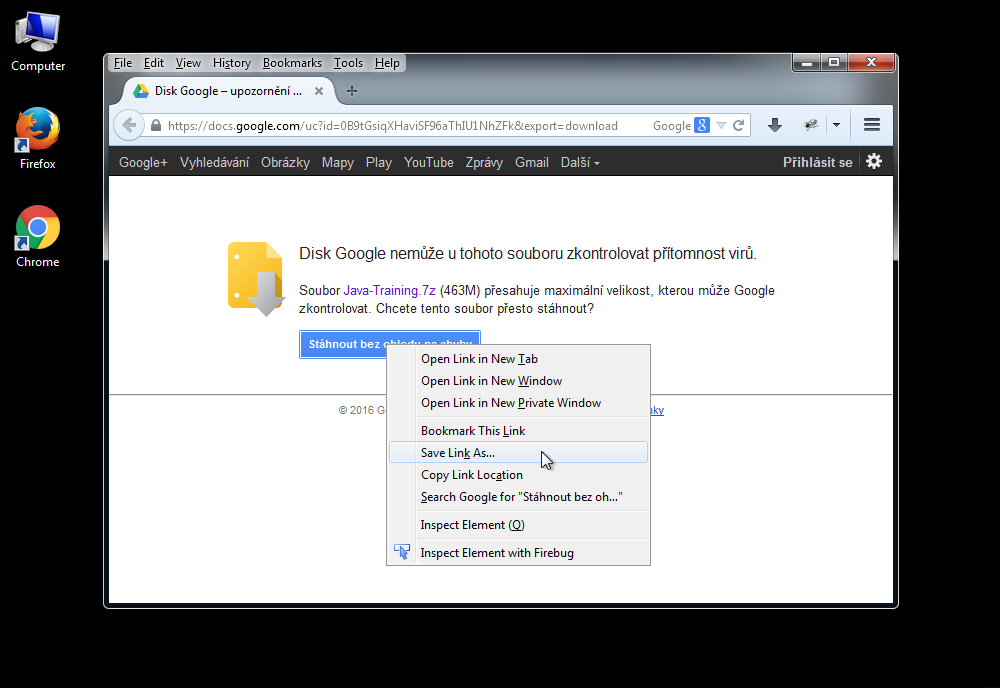 Computer
Firefox
Chrome
File Edit View History Bookmarks Tools Help
Disk Google – upozornění ...
https://docs.google.com/uc?id=0B9tGsiqXHaviSF96aThIU1NhZFk&export=download Google
Google+ Vyhledávání Obrázky Mapy Play YouTube Zprávy Gmail Další Přihlásit se
Disk Google nemůže u tohoto souboru zkontrolovat přítomnost virů.
Soubor Java-Training.7z (463M) přesahuje maximální velikost, kterou může Google
zkontrolovat. Chcete tento soubor přesto stáhnout?
Stáhnout bez ohledu na chyby
Open Link in New Tab
Open Link in New Window
Open Link in New Private Window
© 2016 G
ky
Bookmark This Link
Save Link As...
Copy Link Location
Search Google for "Stáhnout bez oh..."
Inspect Element (Q)
Inspect Element with Firebug